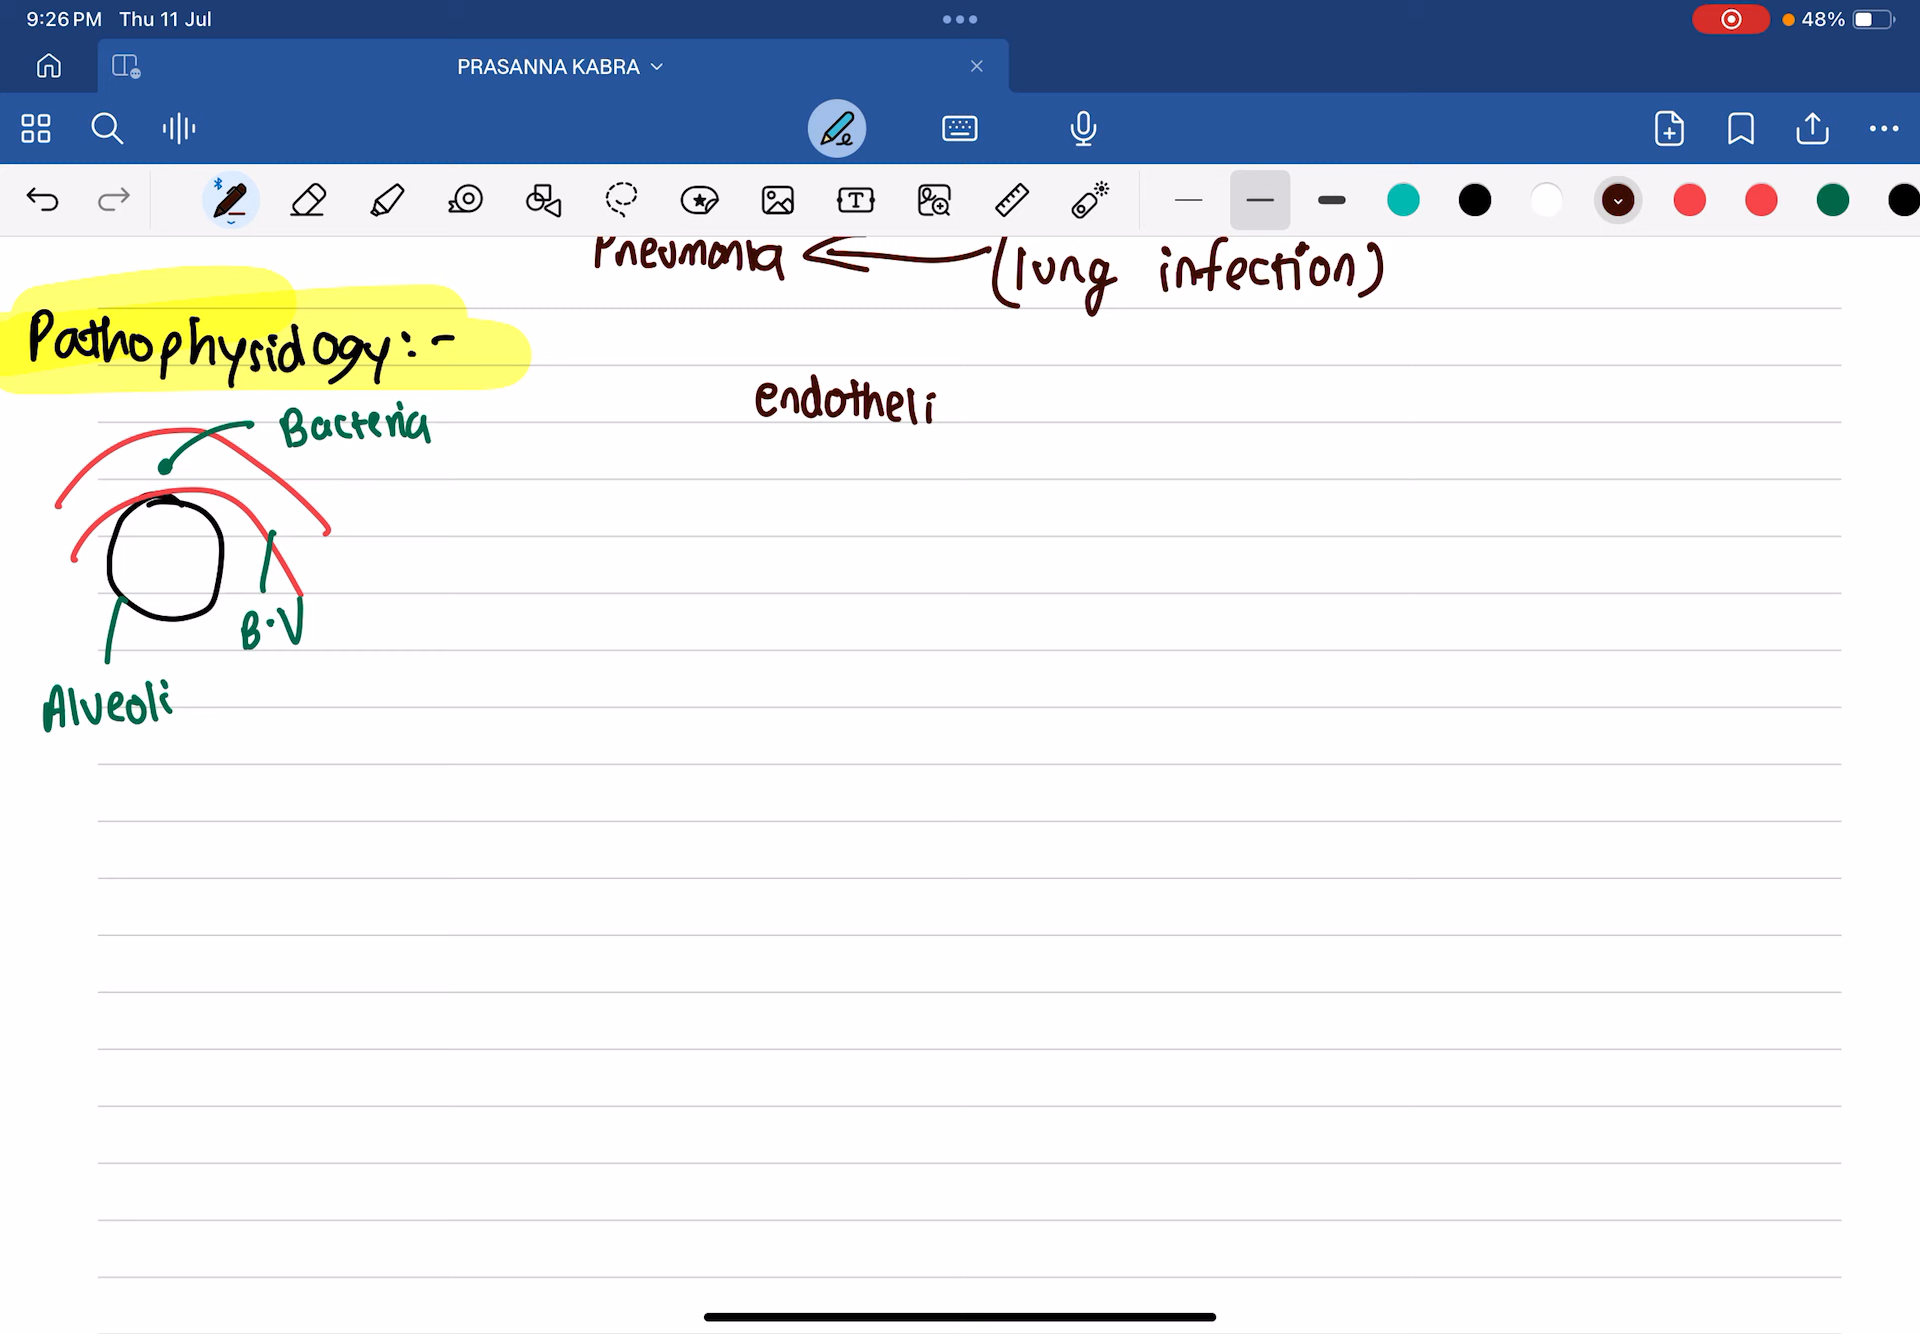 9:26 PM Thu 11 Jul
48%
PRASANNA KABRA
Pneumonia (lung infection)
Pathophysiology:-
endotheli
Bacteria
B.V
Alveoli